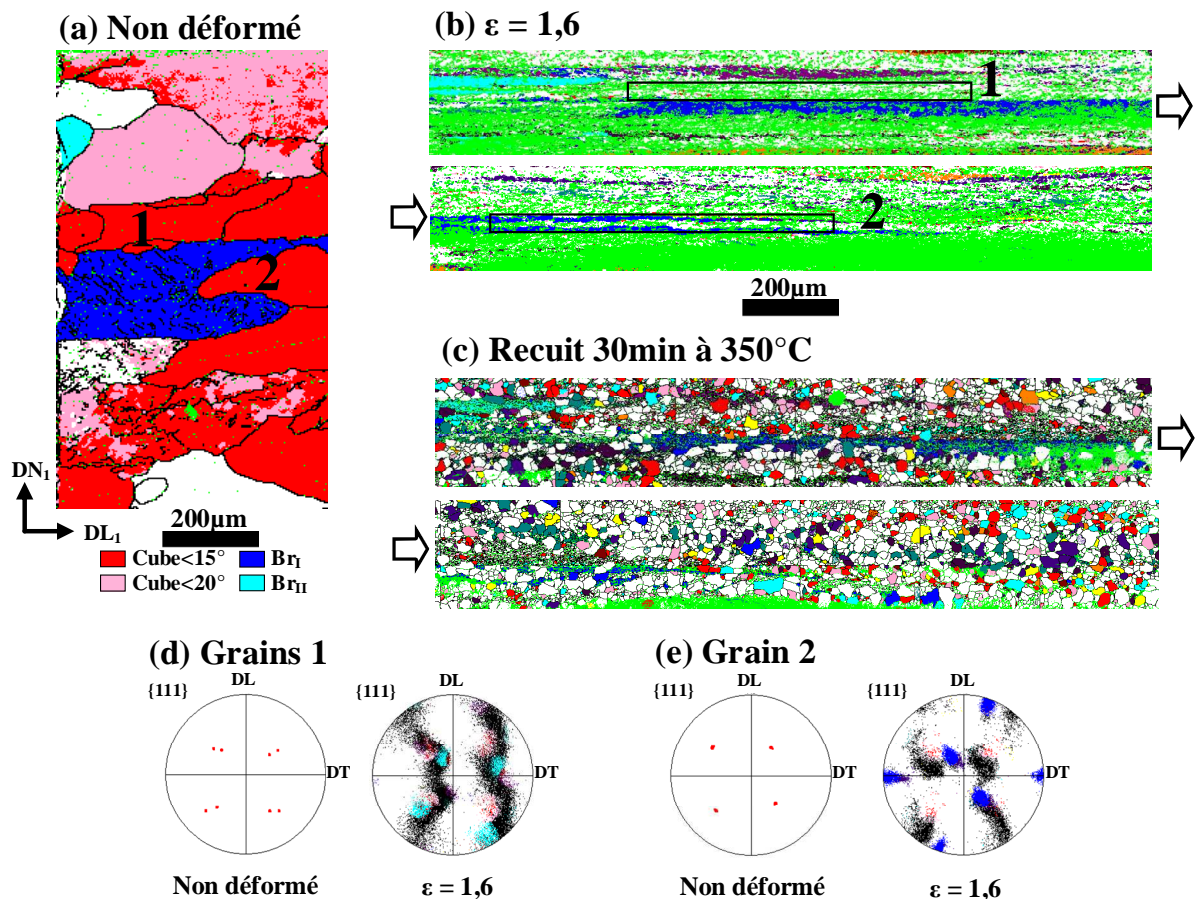 (a) Non déformé
(b) ε = 1,6
1
2
1
2
200µm
(c) Recuit 30min à 350°C
DN₁
DL₁
200µm
Cube<15°
Br_I
Cube<20°
Br_II
(d) Grains 1
(e) Grain 2
{111}
DL
DT
{111}
DL
DT
{111}
DL
DT
{111}
DL
DT
Non déformé
ε = 1,6
Non déformé
ε = 1,6